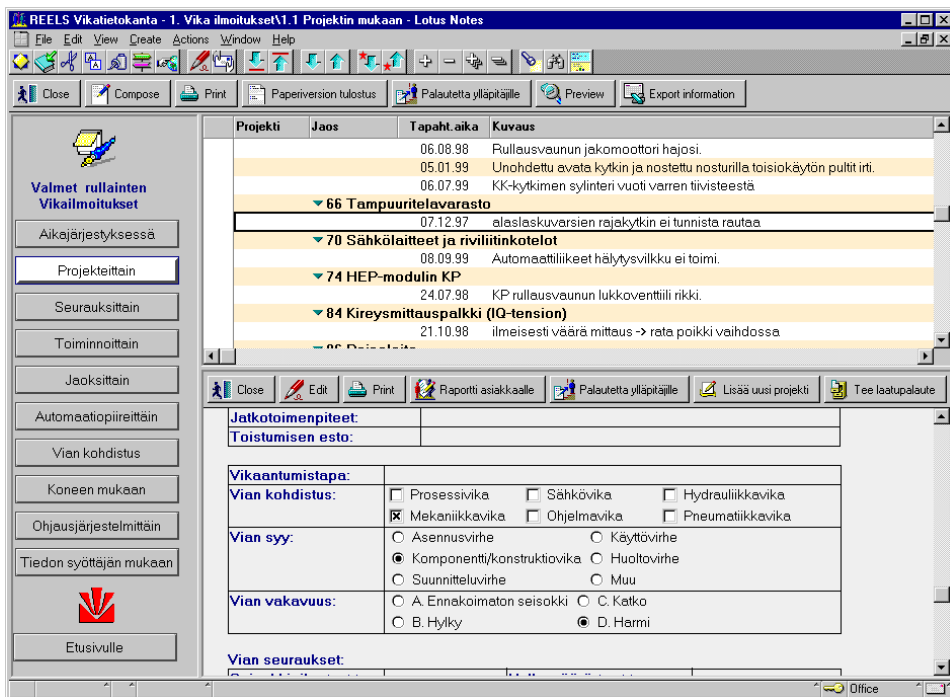 REELS Vikatietokanta - 1. Vika ilmoitukset\1.1 Projektin mukaan - Lotus Notes
File Edit View Create Actions Window Help
Close Compose Print Paperiversion tulostus Palautetta ylläpitäjille Preview Export information
Valmet rullainten
Vikailmoitukset
Aikajärjestyksessä
Projekteittain
Seurauksittain
Toiminnoittain
Jaoksittain
Automaatiopiireittäin
Vian kohdistus
Koneen mukaan
Ohjausjärjestelmittäin
Tiedon syöttäjän mukaan
Etusivulle
Projekti Jaos Tapaht.aika Kuvaus
06.08.98 Rullausvaunun jakomoottori hajosi.
05.01.99 Unohdettu avata kytkin ja nostettu nosturilla toisiokäytön pultit irti.
06.07.99 KK-kytkimen sylinteri vuoti varren tiivisteestä
66 Tampuuritelavarasto
07.12.97 alaslaskuvarsien rajakytkin ei tunnista rautaa
70 Sähkölaitteet ja riviliitinkotelot
08.09.99 Automaattiliikeet hälytysvilkku ei toimi.
74 HEP-modulin KP
24.07.98 KP rullausvaunun lukkoventtiili rikki.
84 Kireysmittauspalkki (IQ-tension)
21.10.98 ilmeisesti väärä mittaus -> rata poikki vaihdossa
Close Edit Print Raportti asiakkaalle Palautetta ylläpitäjille Lisää uusi projekti Tee laatupalaute
Jatkotoimenpiteet:
Toistumisen esto:
Vikaantumistapa:
Vian kohdistus: Prosessivika Sähkövika Hydrauliikkavika
Mekaniikkavika Ohjelmavika Pneumatiikkavika
Vian syy: Asennusvirhe Käyttövirhe
Komponentti/konstruktiovika Huoltovirhe
Suunnitteluvirhe Muu
Vian vakavuus: A. Ennakoimaton seisokki C. Katko
B. Hylky D. Harmi
Vian seuraukset:
Office